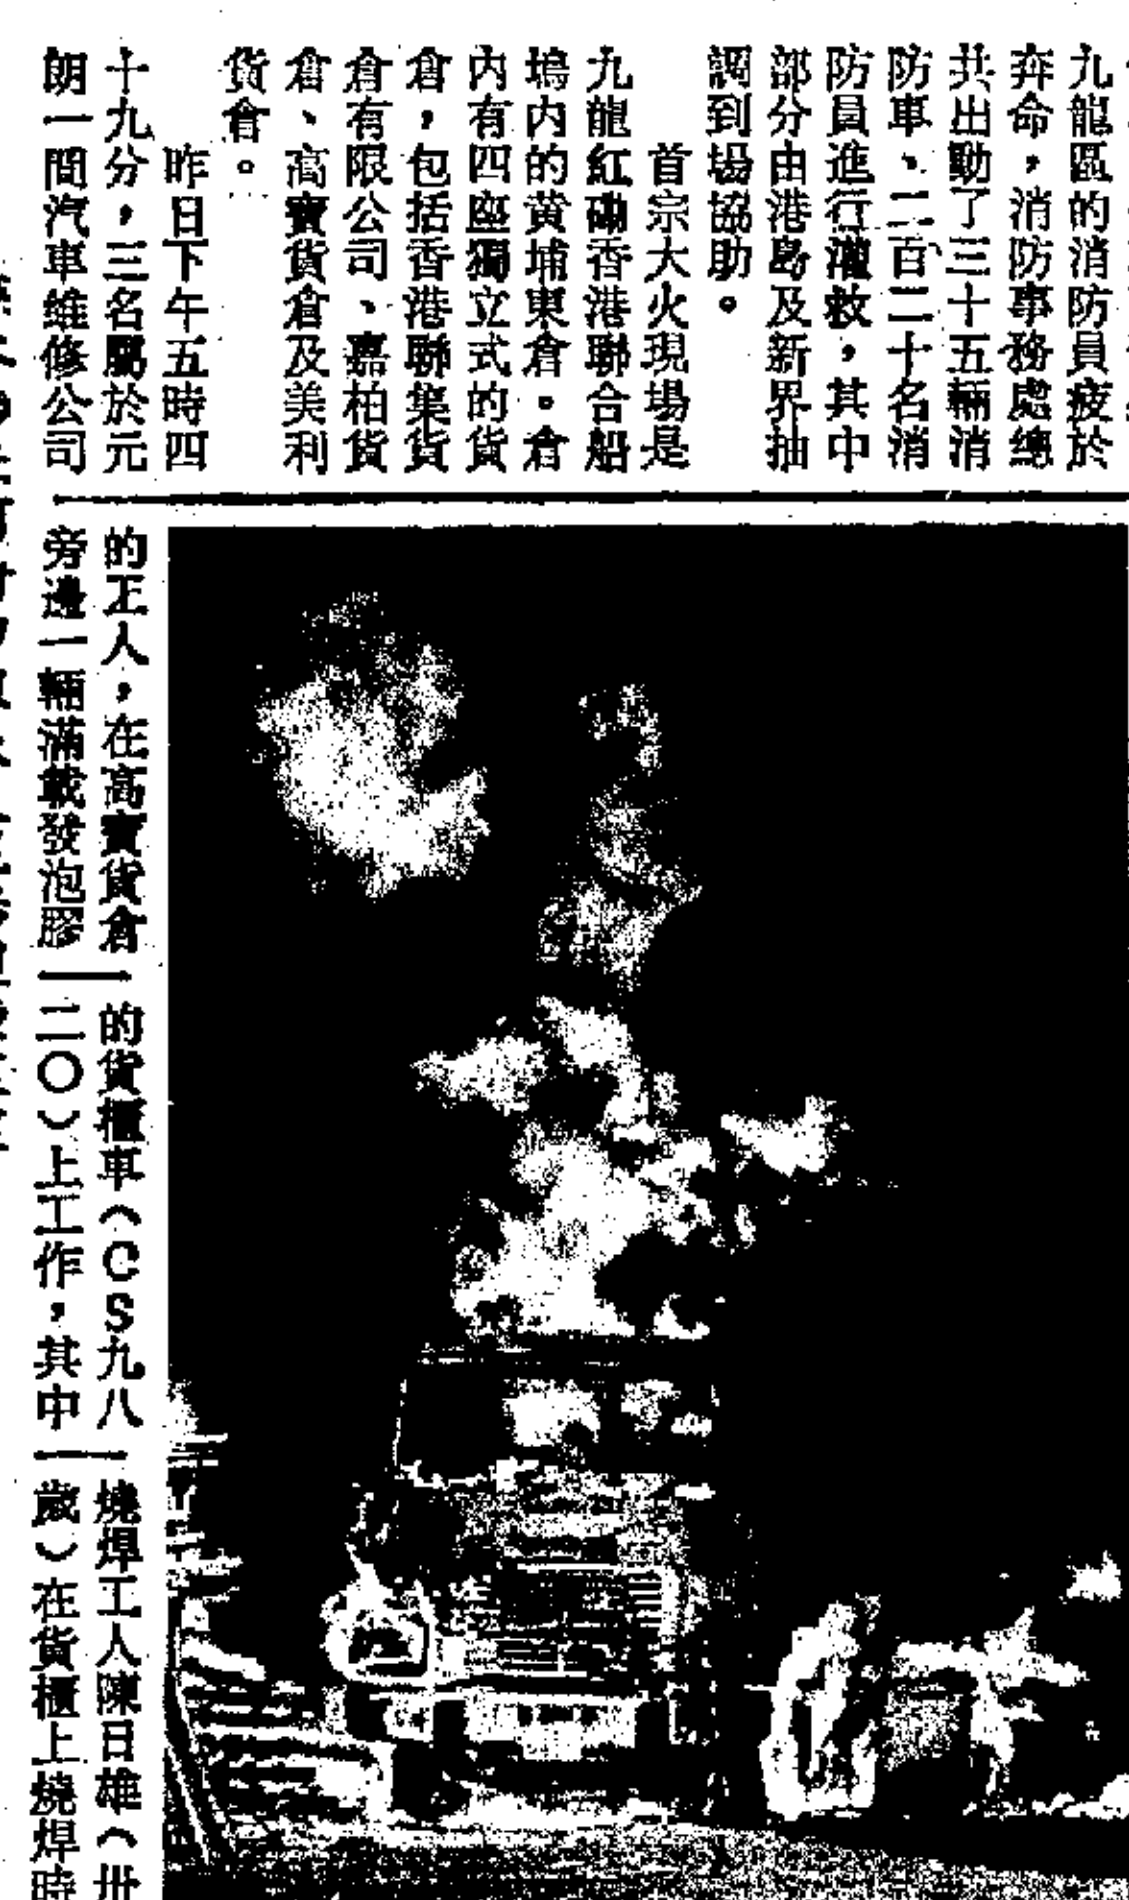 九龍區的消防員疲於
奔命，消防事務處總
共出動了三十五輛消
防車、二百二十名消
防員進行灌救，其中
部分由港島及新界抽
調到場協助。
首宗大火現場是
九龍紅磡香港聯合船
塢内的黄埔東倉。倉
内有四座獨立式的貨
倉，包括香港聯集貨
倉有限公司、嘉柏貨
倉、高寶貨倉及美利
貨倉。
昨日下午五時四
十九分，三名屬於元
朗一間汽車維修公司
的工人，在高寶貨倉
旁邊一輛滿載發泡膠
的貨櫃車（CS九八
二〇）上工作，其中
燒焊工人陳日雄（卅
歲）在貨櫃上燒焊時